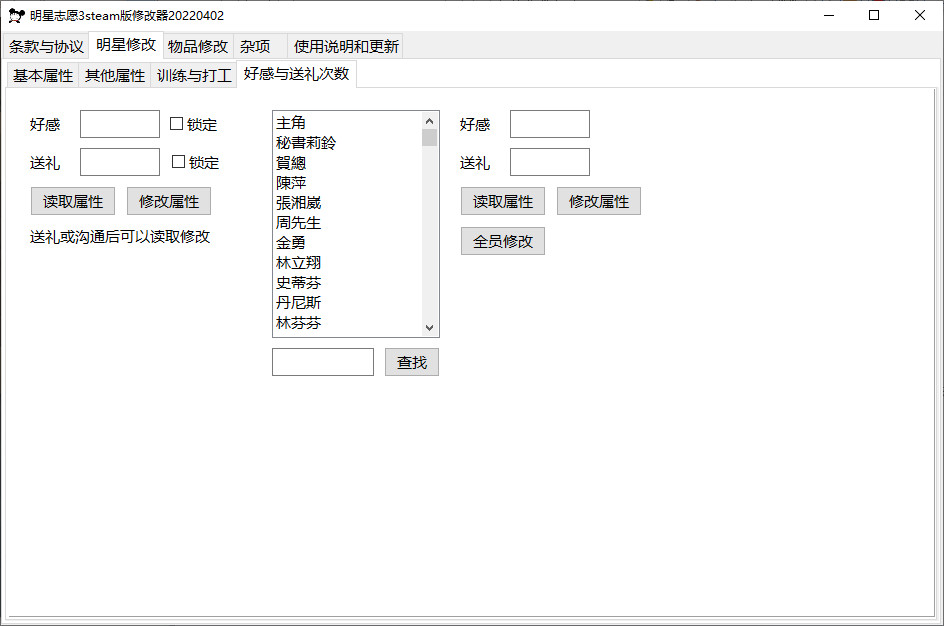 明星志愿3steam版修改器20220402
条款与协议 明星修改 物品修改 杂项 使用说明和更新
基本属性 其他属性 训练与打工 好感与送礼次数
好感 锁定
送礼 锁定
读取属性 修改属性
送礼或沟通后可以读取修改
主角
秘書莉鈴
賀總
陳萍
張湘崴
周先生
金勇
林立翔
史蒂芬
丹尼斯
林芬芬
查找
好感
送礼
读取属性 修改属性
全员修改